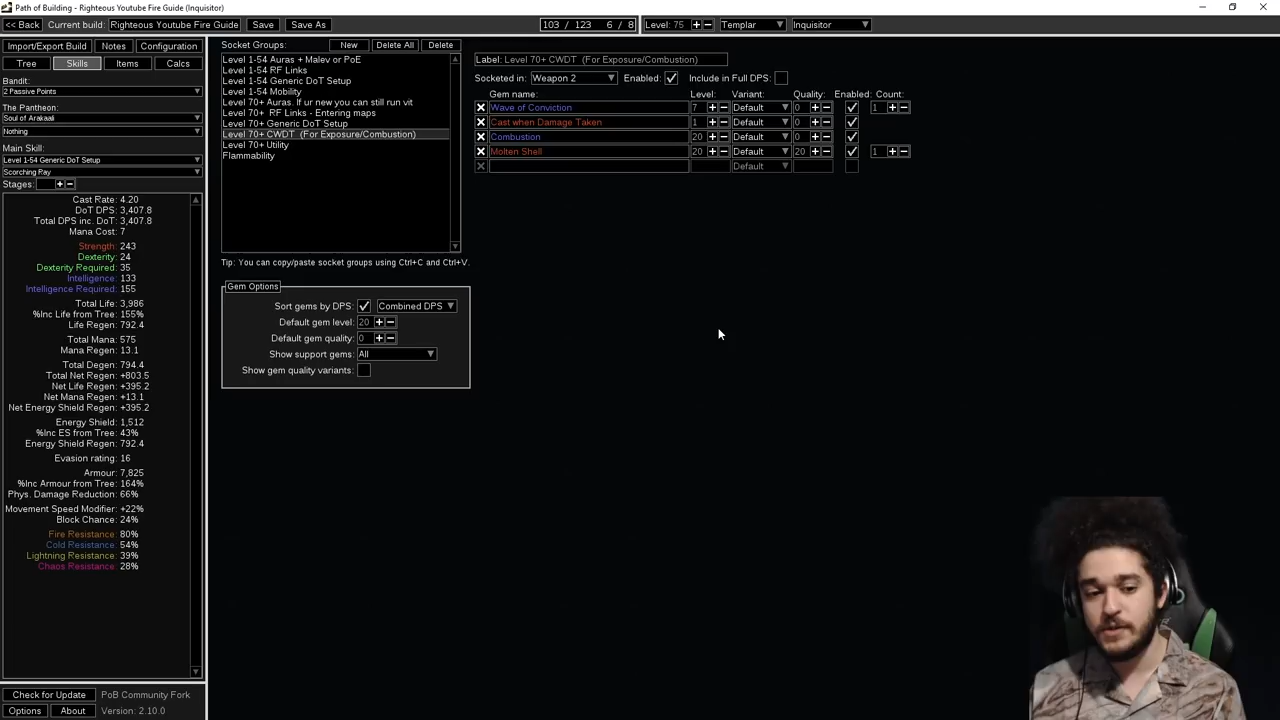 Path of Building - Righteous Youtube Fire Guide (Inquisitor)
<< Back Current build: Righteous Youtube Fire Guide Save Save As 103 / 123 6 / 8 Level: 75 + - Templar Inquisitor
Import/Export Build Notes Configuration
Tree Skills Items Calcs
Bandit:
2 Passive Points
The Pantheon:
Soul of Arakaali
Nothing
Main Skill:
Level 1-54 Generic DoT Setup
Scorching Ray
Stages: + -
Cast Rate: 4.20
DoT DPS: 3,407.8
Total DPS inc. DoT: 3,407.8
Mana Cost: 7
Strength: 243
Dexterity: 24
Dexterity Required: 35
Intelligence: 133
Intelligence Required: 155
Total Life: 3,986
%Inc Life from Tree: 155%
Life Regen: 792.4
Total Mana: 575
Mana Regen: 13.1
Total Degen: 794.4
Total Net Regen: +803.5
Net Life Regen: +395.2
Net Mana Regen: +13.1
Net Energy Shield Regen: +395.2
Energy Shield: 1,512
%Inc ES from Tree: 43%
Energy Shield Regen: 792.4
Evasion rating: 16
Armour: 7,825
%Inc Armour from Tree: 164%
Phys. Damage Reduction: 66%
Movement Speed Modifier: +22%
Block Chance: 24%
Fire Resistance: 80%
Cold Resistance: 54%
Lightning Resistance: 39%
Chaos Resistance: 28%
Check for Update PoB Community Fork
Options About Version: 2.10.0
Socket Groups: New Delete All Delete
Level 1-54 Auras + Malev or PoE
Level 1-54 RF Links
Level 1-54 Generic DoT Setup
Level 1-54 Mobility
Level 70+ Auras. If ur new you can still run vit
Level 70+  RF Links - Entering maps
Level 70+ Generic DoT Setup
Level 70+ CWDT  (For Exposure/Combustion)
Level 70+ Utility
Flammability
Tip: You can copy/paste socket groups using Ctrl+C and Ctrl+V.
Gem Options
Sort gems by DPS: Combined DPS
Default gem level: 20 + -
Default gem quality: 0 + -
Show support gems: All
Show gem quality variants:
Label: Level 70+ CWDT  (For Exposure/Combustion)
Socketed in: Weapon 2 Enabled: Include in Full DPS:
Gem name: Level: Variant: Quality: Enabled: Count:
Wave of Conviction 7 + - Default 0 + - 1 + -
Cast when Damage Taken 1 + - Default 0 + -
Combustion 20 + - Default 0 + -
Molten Shell 20 + - Default 20 + - 1 + -
Default